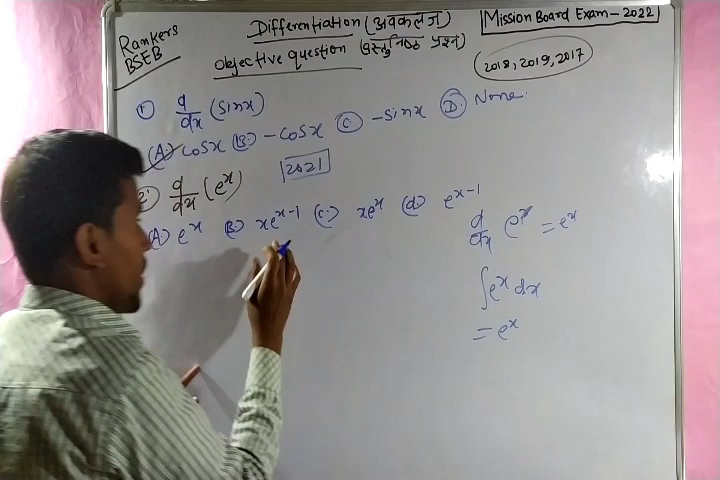 Rankers
BSEB
Differentiation (अवकलज)
Objective question (वस्तुनिष्ठ प्रश्न)
Mission Board Exam - 2022
2018, 2019, 2017
1) d/dx (sinx)
(A) cosx (B) - cosx (C) - sinx (D) None.
2021
2) d/dx (e^x)
(A) e^x (B) xe^x-1 (C) xe^x (d) e^x-1
d/dx e^x = e^x
∫e^x dx
= e^x